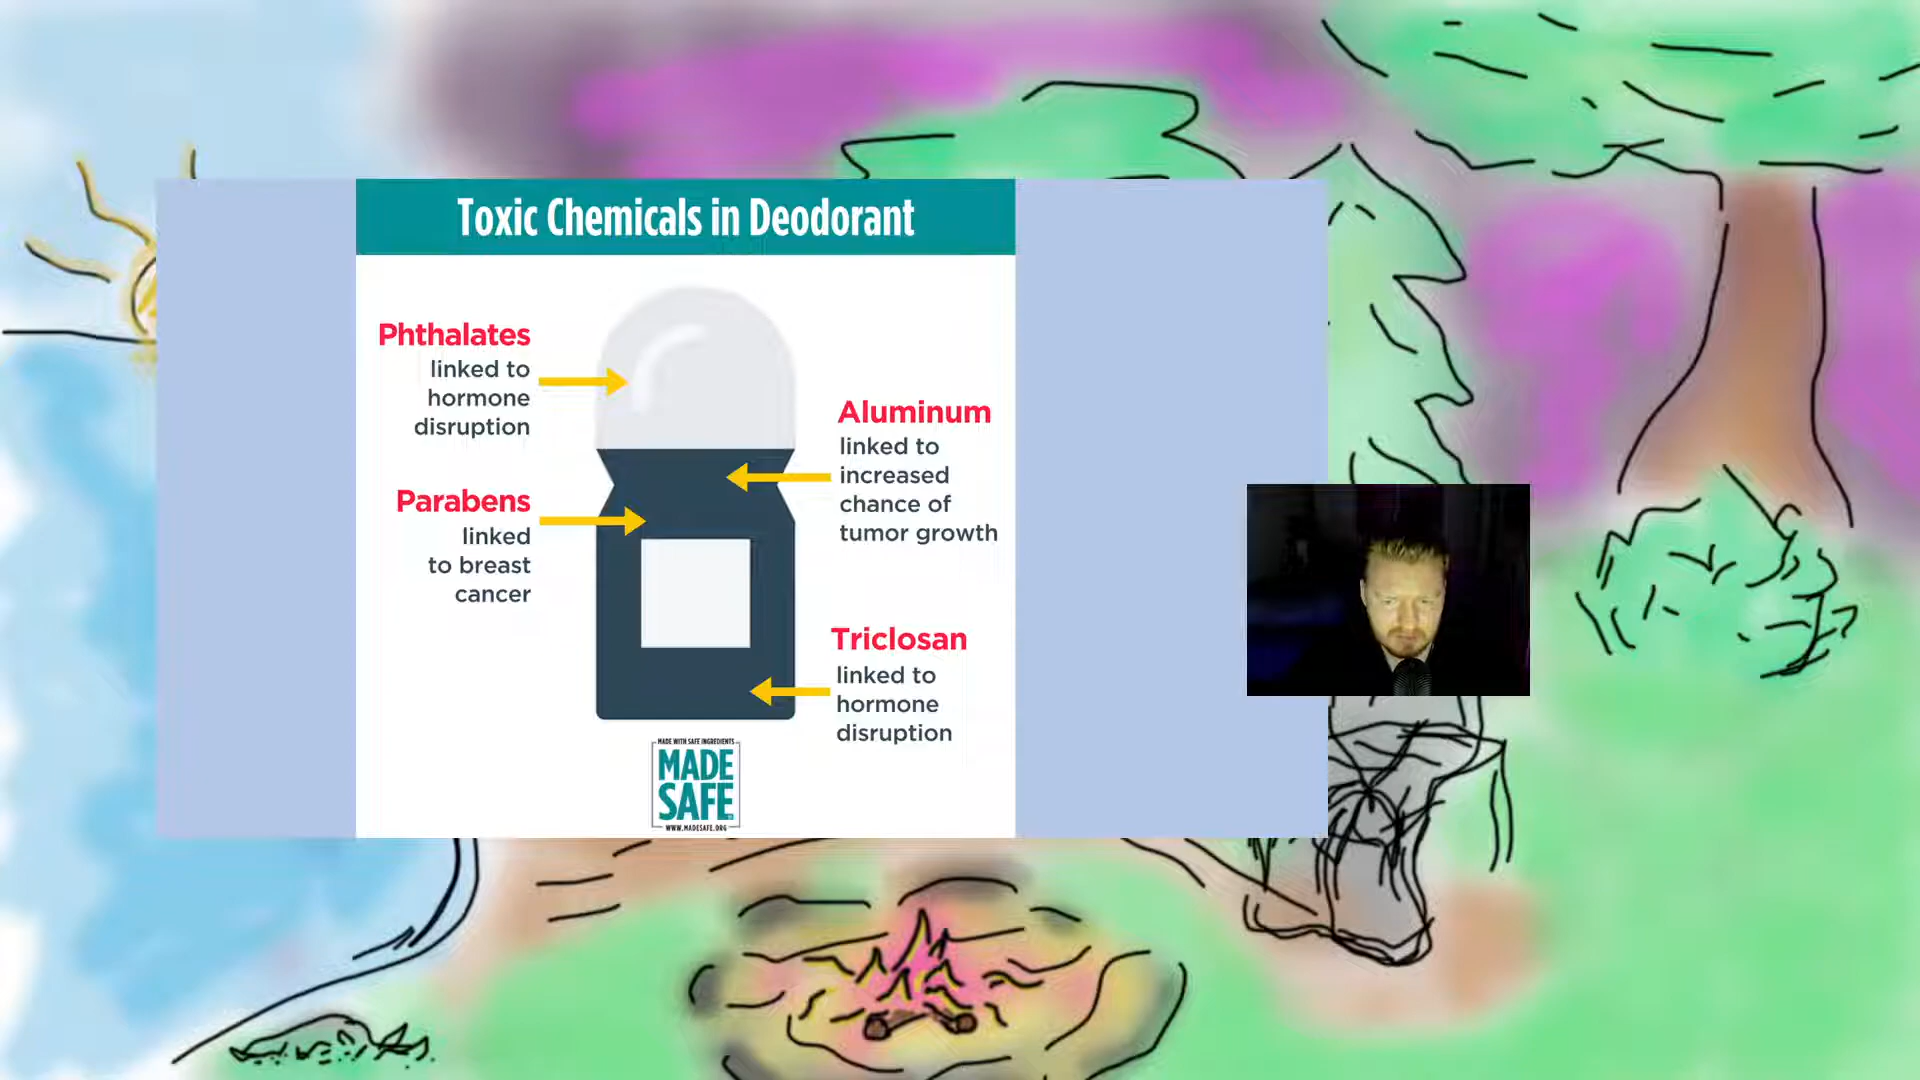 Toxic Chemicals in Deodorant
Phthalates
linked to
hormone
disruption
Parabens
linked
to breast
cancer
Aluminum
linked to
increased
chance of
tumor growth
Triclosan
linked to
hormone
disruption
MADE WITH SAFE INGREDIENTS
MADE
SAFE
WWW.MADESAFE.ORG